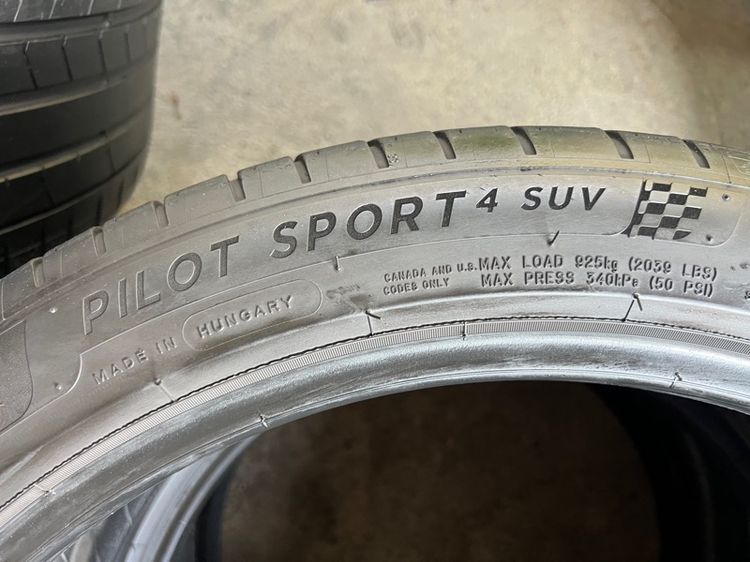 PILOT SPORT 4 SUV
MADE IN HUNGARY
CANADA AND U.S. MAX LOAD 925kg (2039 LBS)
CODES ONLY MAX PRESS 340kPa (50 PSI)